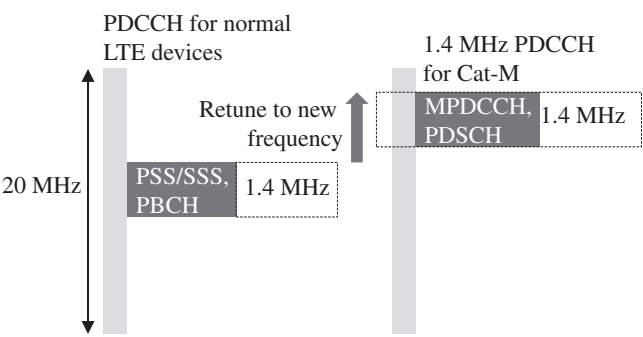 PDCCH for normal
LTE devices
1.4 MHz PDCCH
for Cat-M
Retune to new
frequency
MPDCCH,
PDSCH
1.4 MHz
20 MHz
PSS/SSS,
PBCH
1.4 MHz